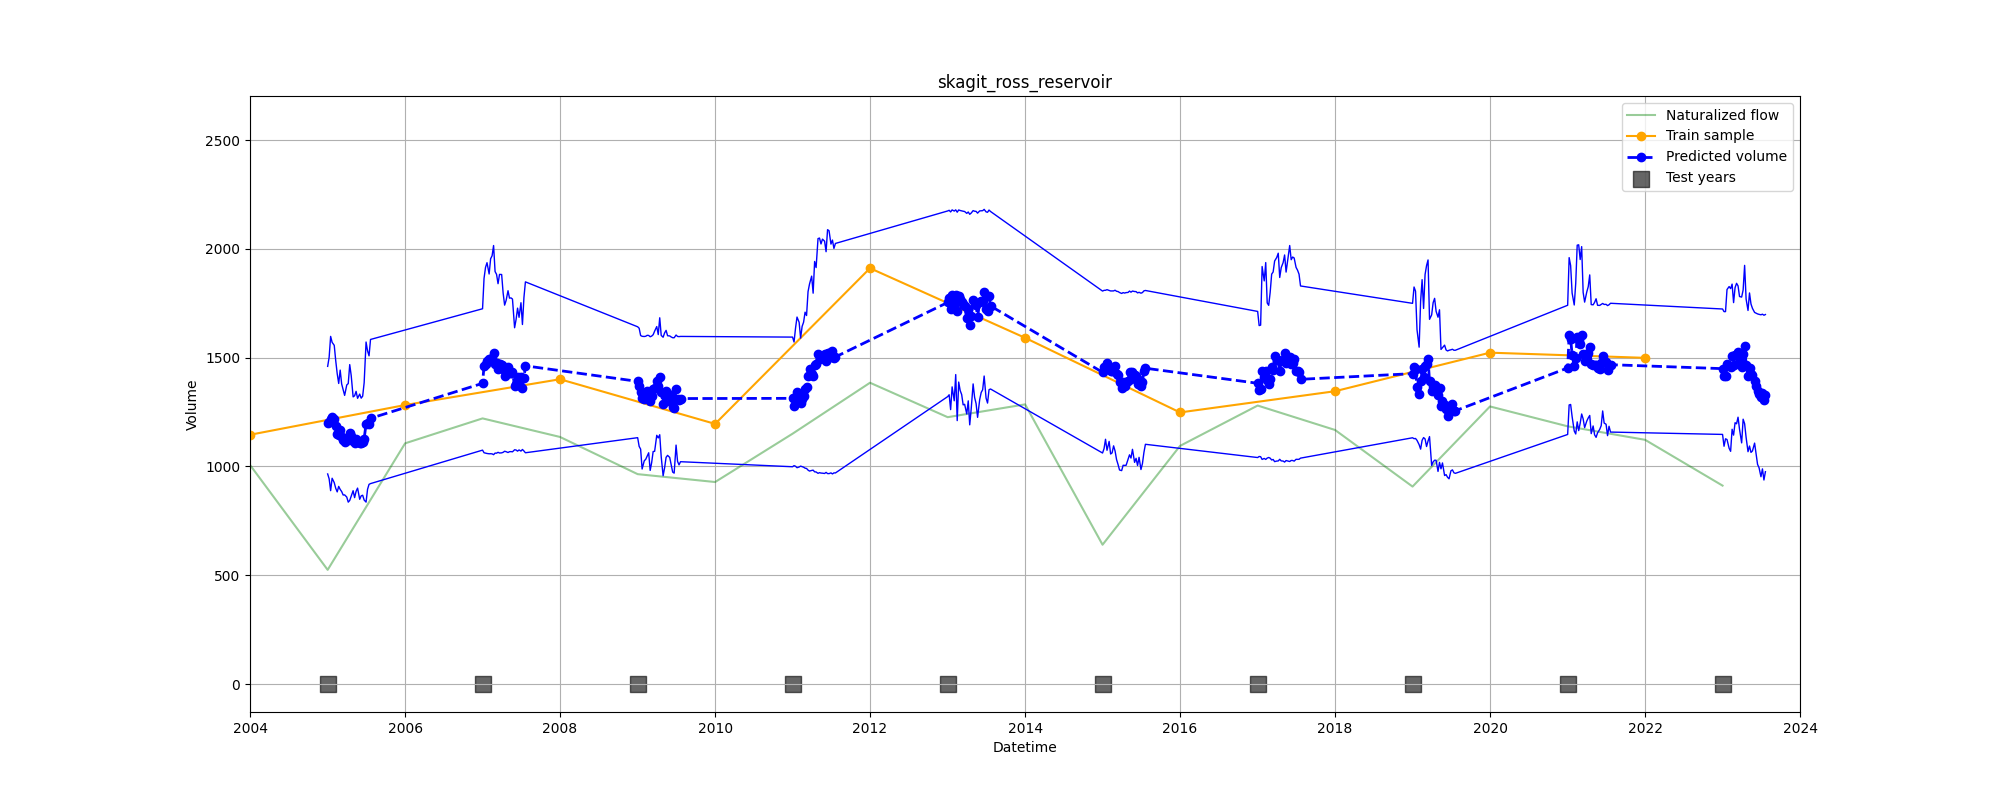 skagit_ross_reservoir
Naturalized flow
Train sample
Predicted volume
Test years
Volume
2500
2000
1500
1000
500
0
2004 2006 2008 2010 2012 2014 2016 2018 2020 2022 2024
Datetime